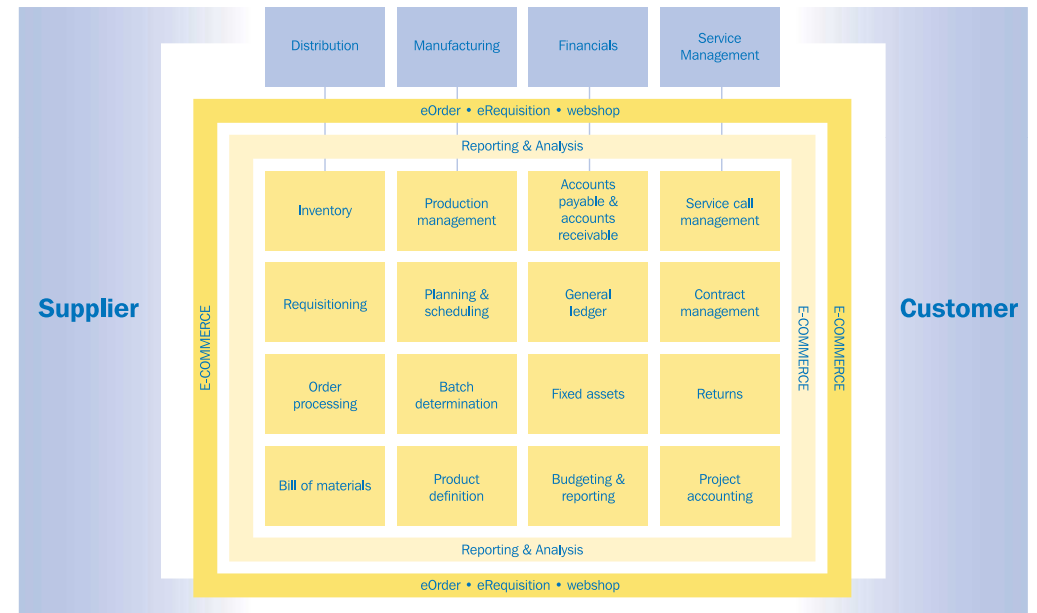 Distribution
Manufacturing
Financials
Service
Management
eOrder • eRequisition • webshop
Reporting & Analysis
Inventory
Production
management
Accounts
payable &
accounts
receivable
Service call
management
Supplier
E-COMMERCE
Requisitioning
Planning &
scheduling
General
ledger
Contract
management
E-COMMERCE
E-COMMERCE
Customer
Order
processing
Batch
determination
Fixed assets
Returns
Bill of materials
Product
definition
Budgeting &
reporting
Project
accounting
Reporting & Analysis
eOrder • eRequisition • webshop